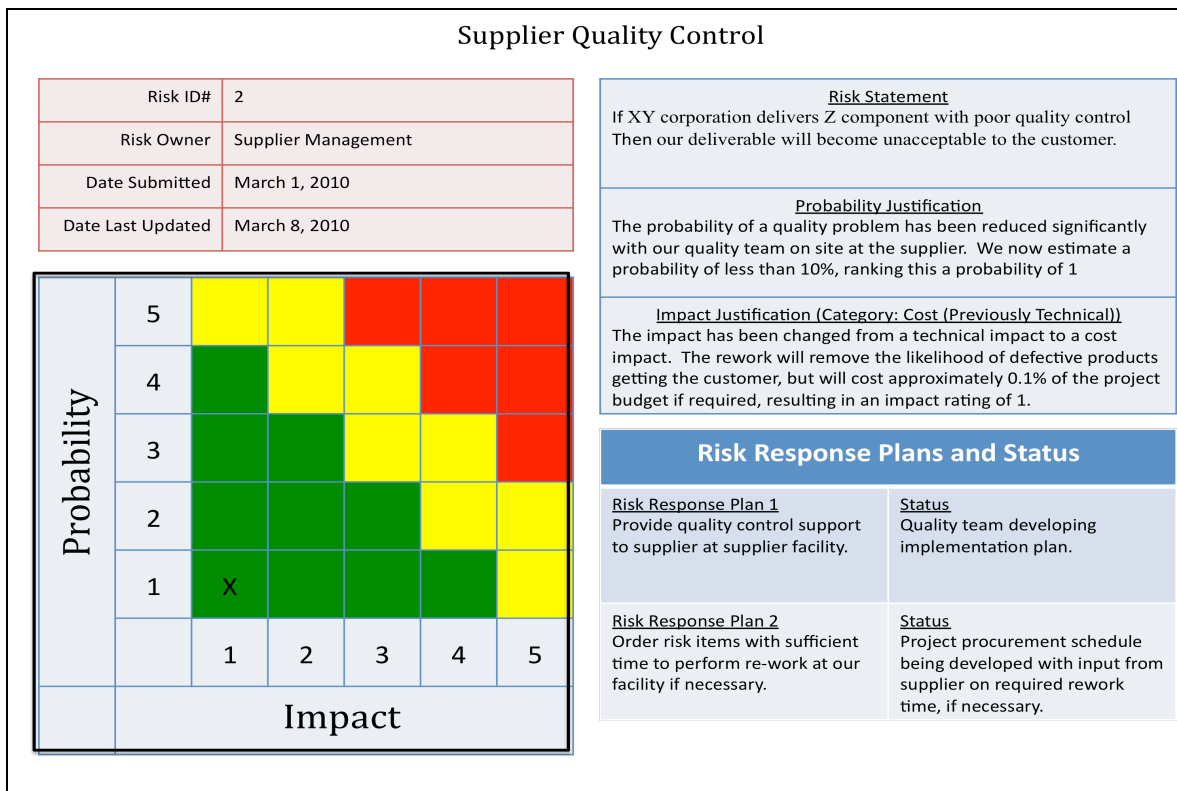 Supplier Quality Control
Risk ID# 2
Risk Owner Supplier Management
Date Submitted March 1, 2010
Date Last Updated March 8, 2010
Probability
5
4
3
2
1 X
1 2 3 4 5
Impact
Risk Statement
If XY corporation delivers Z component with poor quality control
Then our deliverable will become unacceptable to the customer.
Probability Justification
The probability of a quality problem has been reduced significantly
with our quality team on site at the supplier. We now estimate a
probability of less than 10%, ranking this a probability of 1
Impact Justification (Category: Cost (Previously Technical))
The impact has been changed from a technical impact to a cost
impact. The rework will remove the likelihood of defective products
getting the customer, but will cost approximately 0.1% of the project
budget if required, resulting in an impact rating of 1.
Risk Response Plans and Status
Risk Response Plan 1
Provide quality control support
to supplier at supplier facility.
Status
Quality team developing
implementation plan.
Risk Response Plan 2
Order risk items with sufficient
time to perform re-work at our
facility if necessary.
Status
Project procurement schedule
being developed with input from
supplier on required rework
time, if necessary.